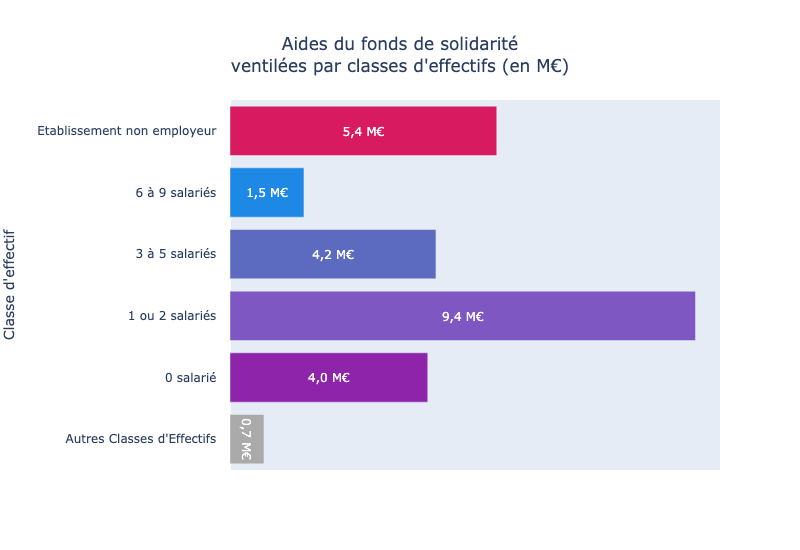 Aides du fonds de solidarité
ventilées par classes d'effectifs (en M€)
Classe d'effectif
Etablissement non employeur
5,4 M€
6 à 9 salariés
1,5 M€
3 à 5 salariés
4,2 M€
1 ou 2 salariés
9,4 M€
0 salarié
4,0 M€
Autres Classes d'Effectifs
0,7 M€